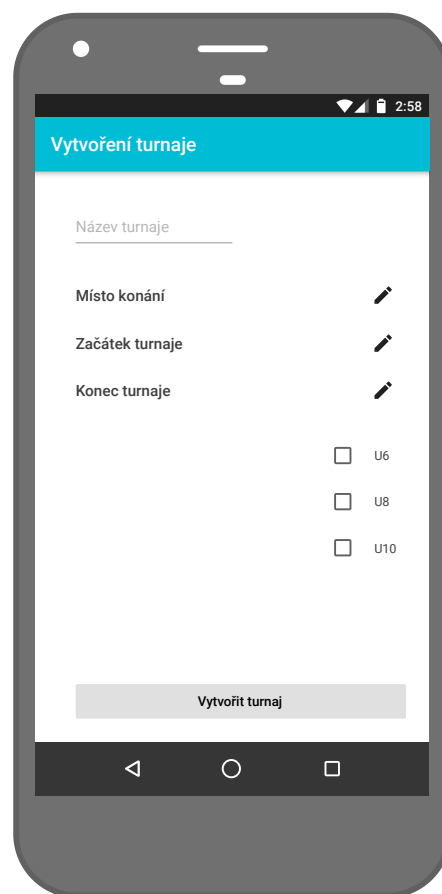 2:58
Vytvoření turnaje
Název turnaje
Místo konání
Začátek turnaje
Konec turnaje
U6
U8
U10
Vytvořit turnaj